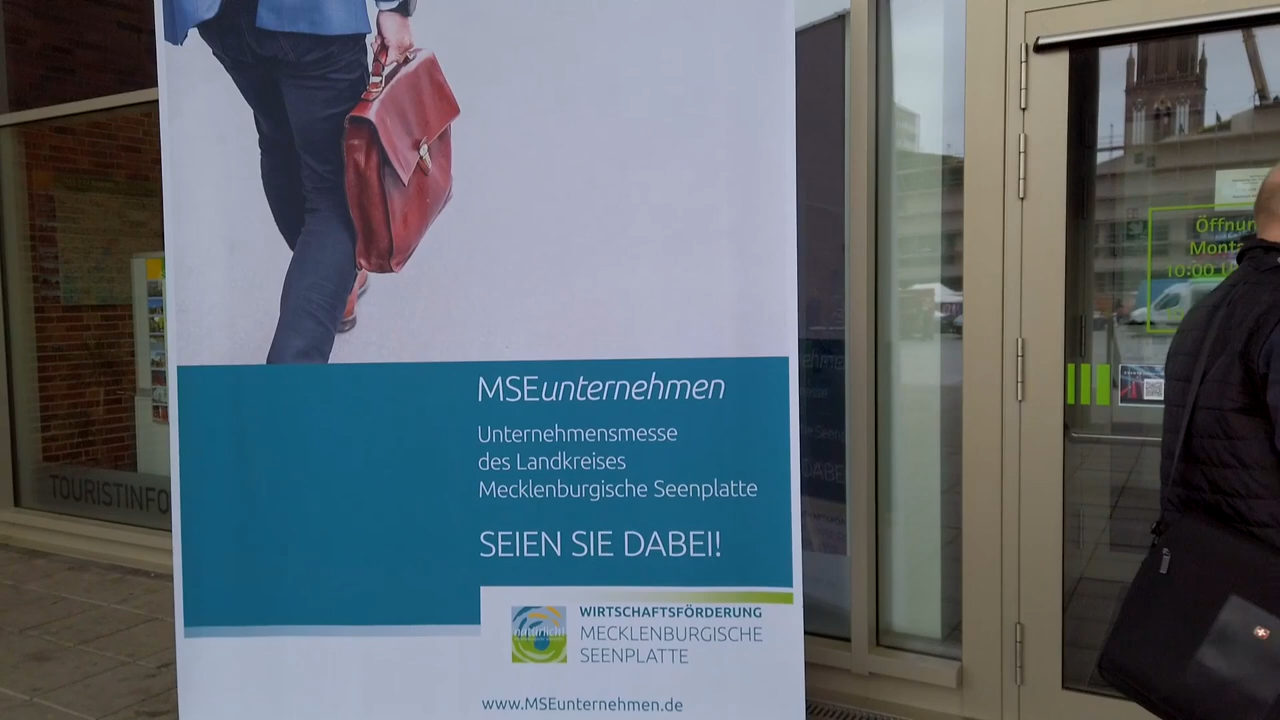 MSEunternehmen
Unternehmensmesse
des Landkreises
Mecklenburgische Seenplatte
SEIEN SIE DABEI!
WIRTSCHAFTSFÖRDERUNG
MECKLENBURGISCHE
SEENPLATTE
natürlich!
www.MSEunternehmen.de
TOURISTINFO
Öffnun
Monta
10:00 U